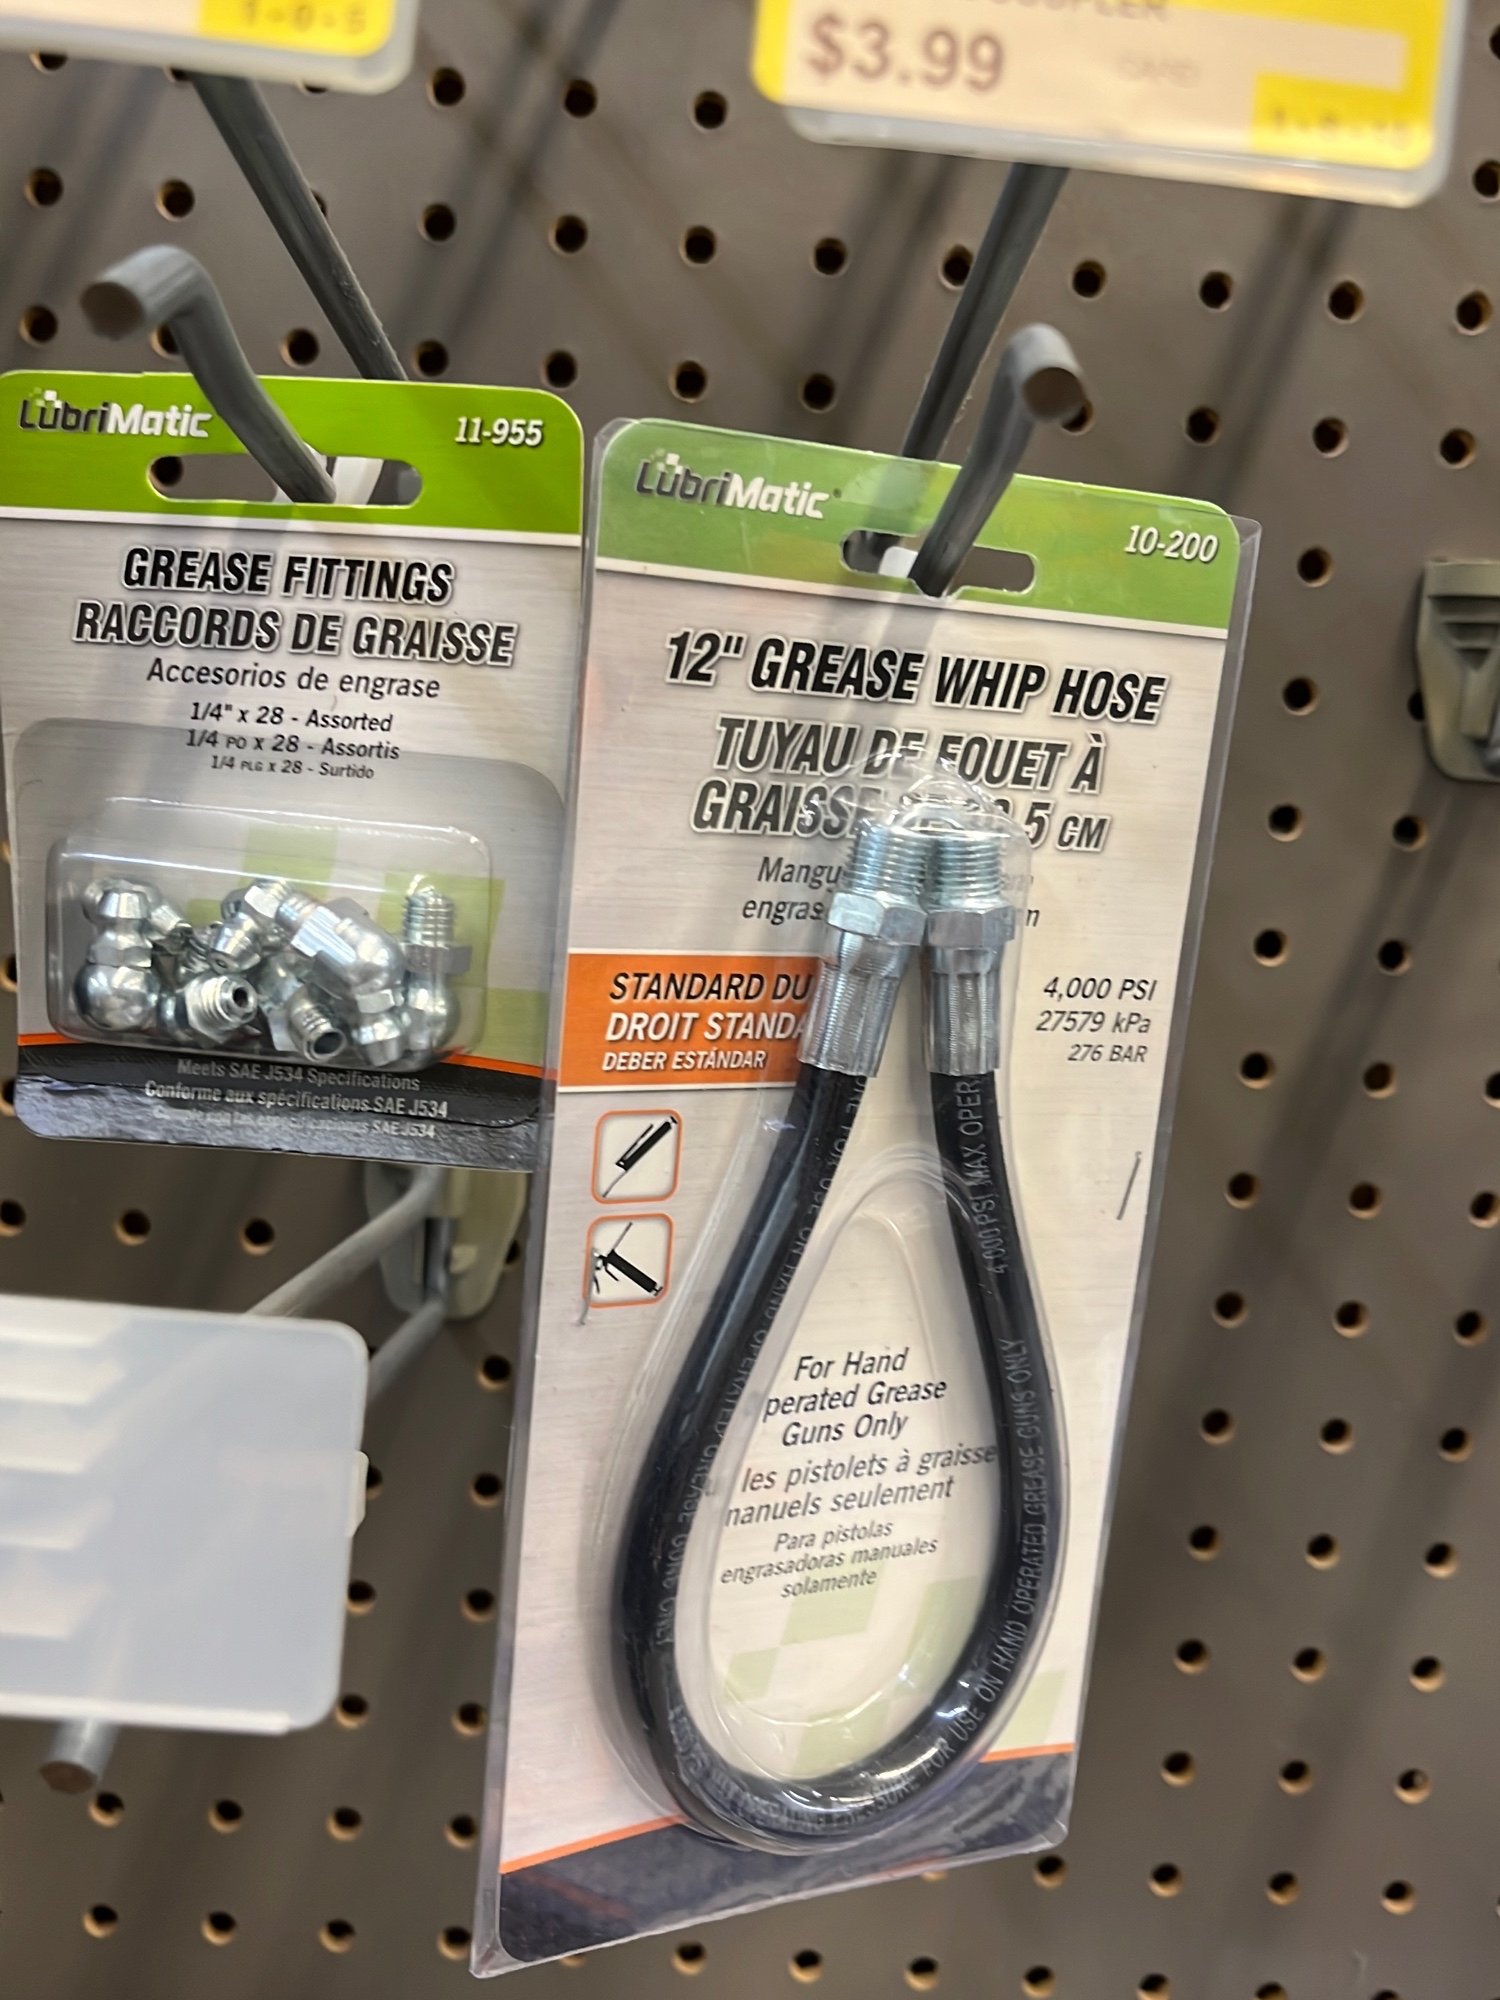 $3.99
LubriMatic
11-955
GREASE FITTINGS
RACCORDS DE GRAISSE
Accesorios de engrase
1/4" x 28 - Assorted
1/4 PO x 28 - Assortis
1/4 PLG x 28 - Surtido
Meets SAE J534 Specifications
Conforme aux spécifications SAE J534
SAE J534
LubriMatic
10-200
12" GREASE WHIP HOSE
TUYAU DE FOUET À
5 CM
STANDARD
DROIT
DEBER ESTÁNDAR
4,000 PSI
27579 kPa
276 BAR
For Hand
Grease
Guns Only
les pistolets à graisse
seulement
Para pistolas
engrasadoras manuales
solamente
4,000 PSI MAX OPER
FOR USE ON HAND OPERATED GREASE GUNS ONLY